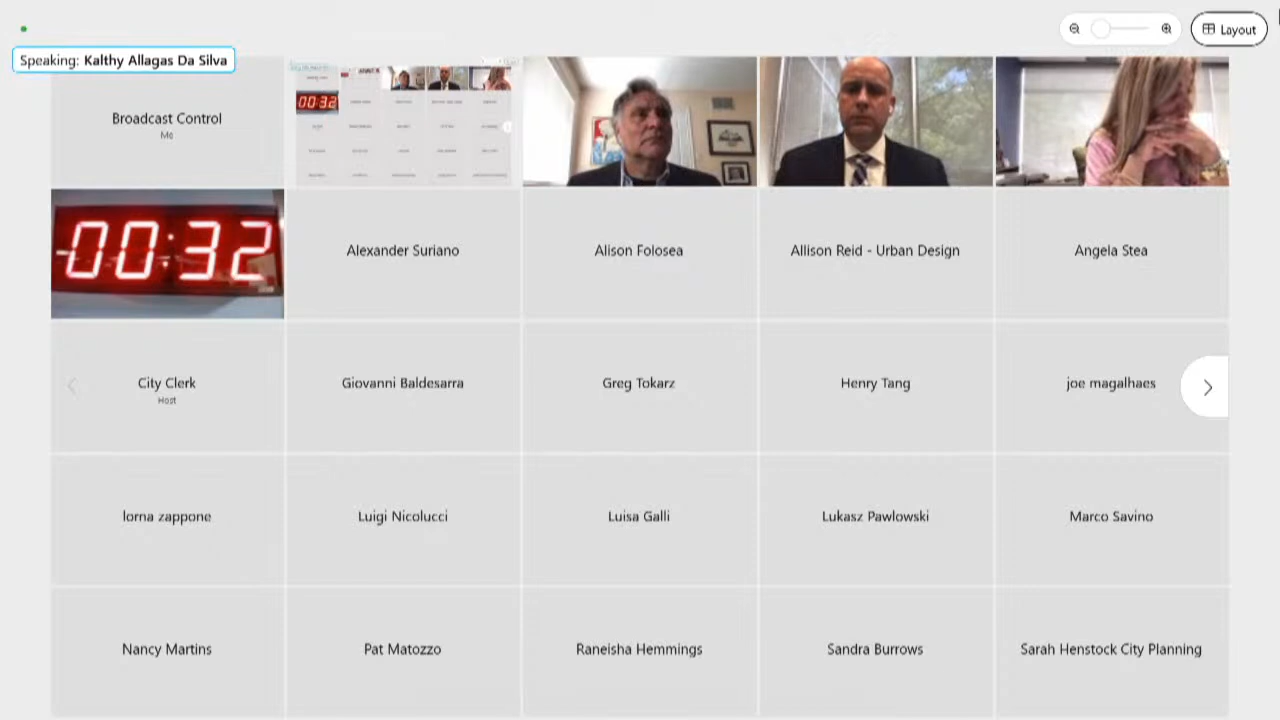 Layout
Speaking: Kalthy Allagas Da Silva
Broadcast Control
Me
00:32
00:32
Alexander Suriano
Alison Folosea
Allison Reid - Urban Design
Angela Stea
City Clerk
Host
Giovanni Baldesarra
Greg Tokarz
Henry Tang
joe magalhaes
lorna zappone
Luigi Nicolucci
Luisa Galli
Lukasz Pawlowski
Marco Savino
Nancy Martins
Pat Matozzo
Raneisha Hemmings
Sandra Burrows
Sarah Henstock City Planning